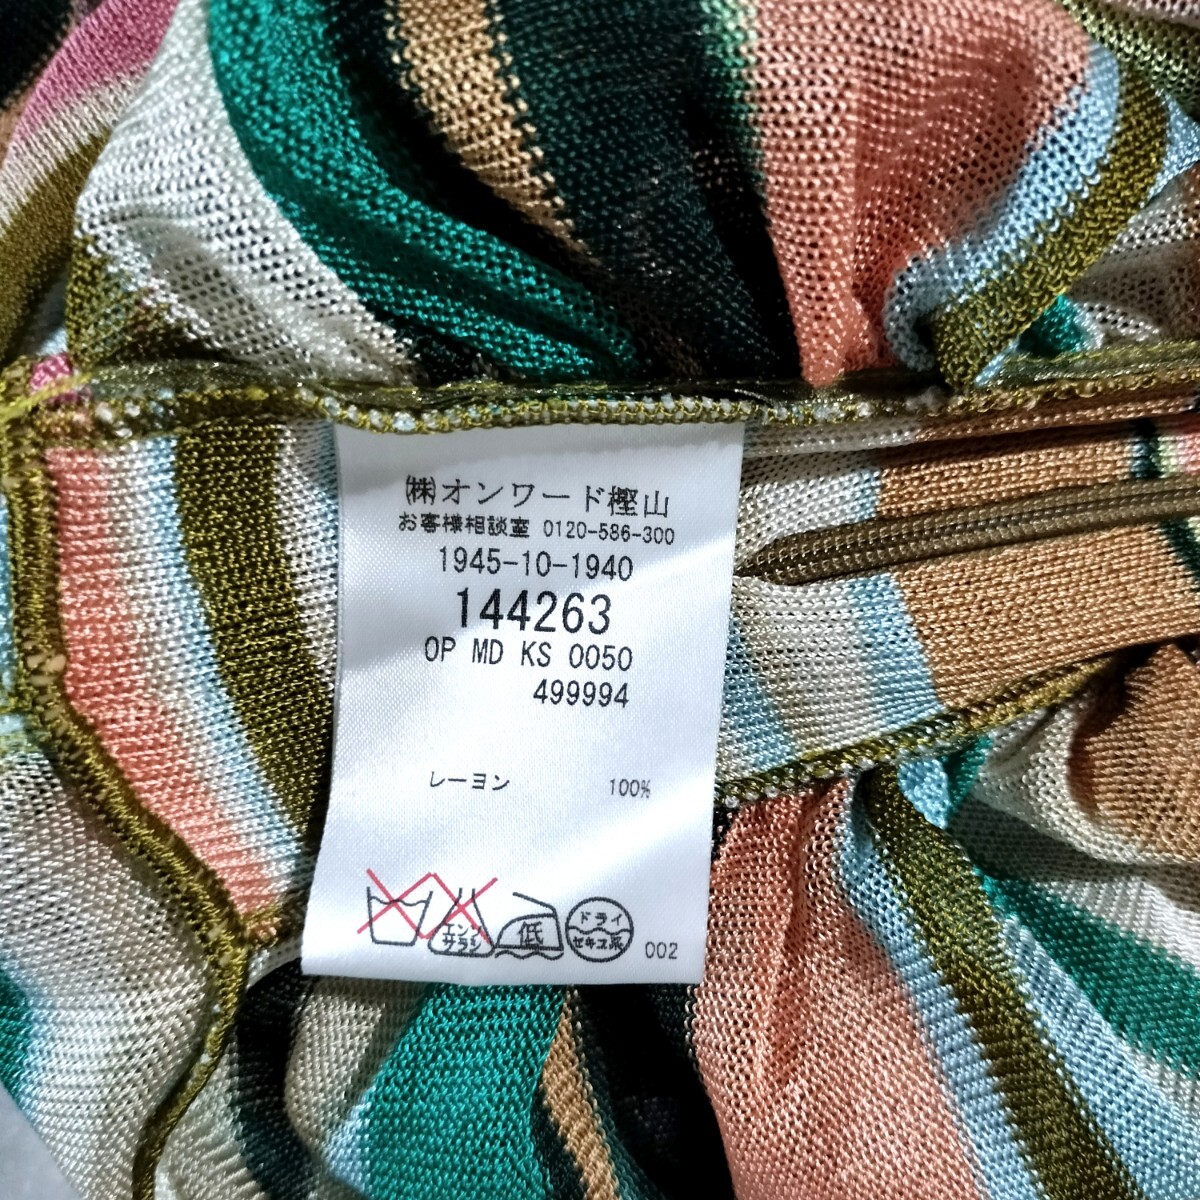 ㈱オンワード樫山
お客様相談室 0120-586-300
1945-10-1940
144263
OP MD KS 0050
499994
レーヨン 100%
エンソ
サラシ
低
ドライ
セキユ系
002